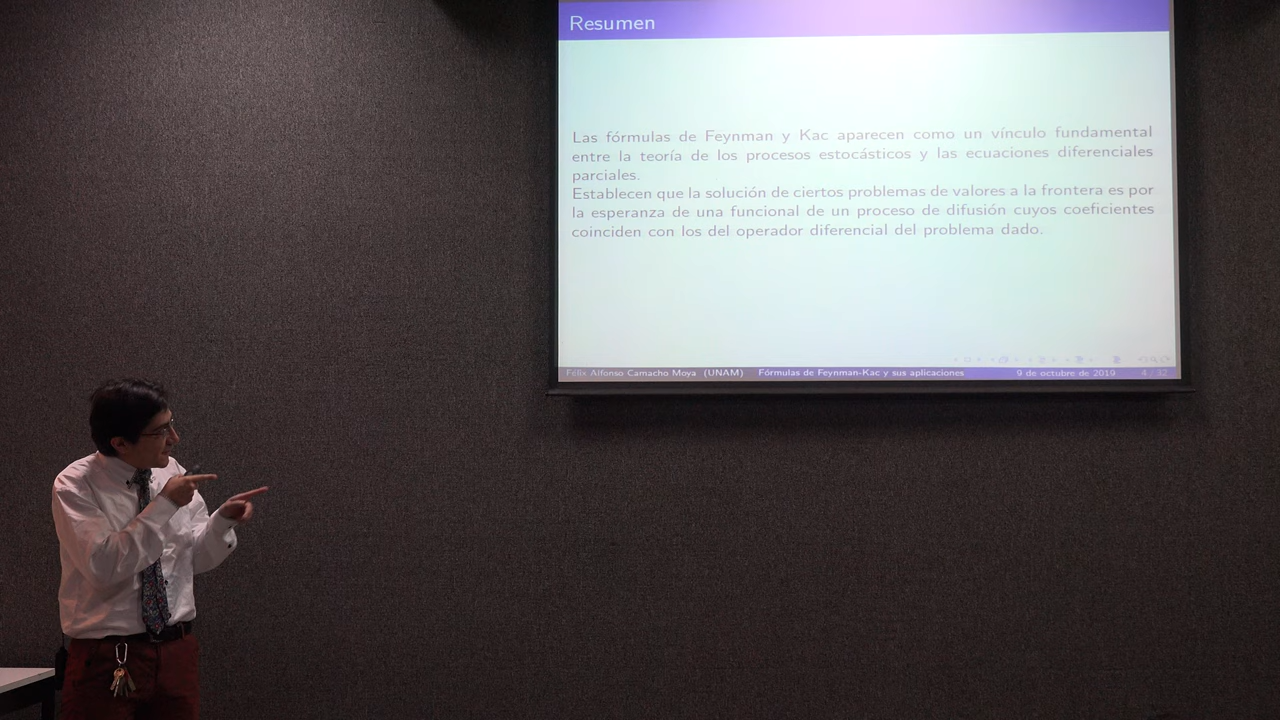 Resumen
Las fórmulas de Feynman y Kac aparecen como un vínculo fundamental
entre la teoría de los procesos estocásticos y las ecuaciones diferenciales
parciales.
Establecen que la solución de ciertos problemas de valores a la frontera es por
la esperanza de una funcional de un proceso de difusión cuyos coeficientes
coinciden con los del operador diferencial del problema dado.
Félix Alfonso Camacho Moya (UNAM) Fórmulas de Feynman-Kac y sus aplicaciones 9 de octubre de 2019 4 / 32